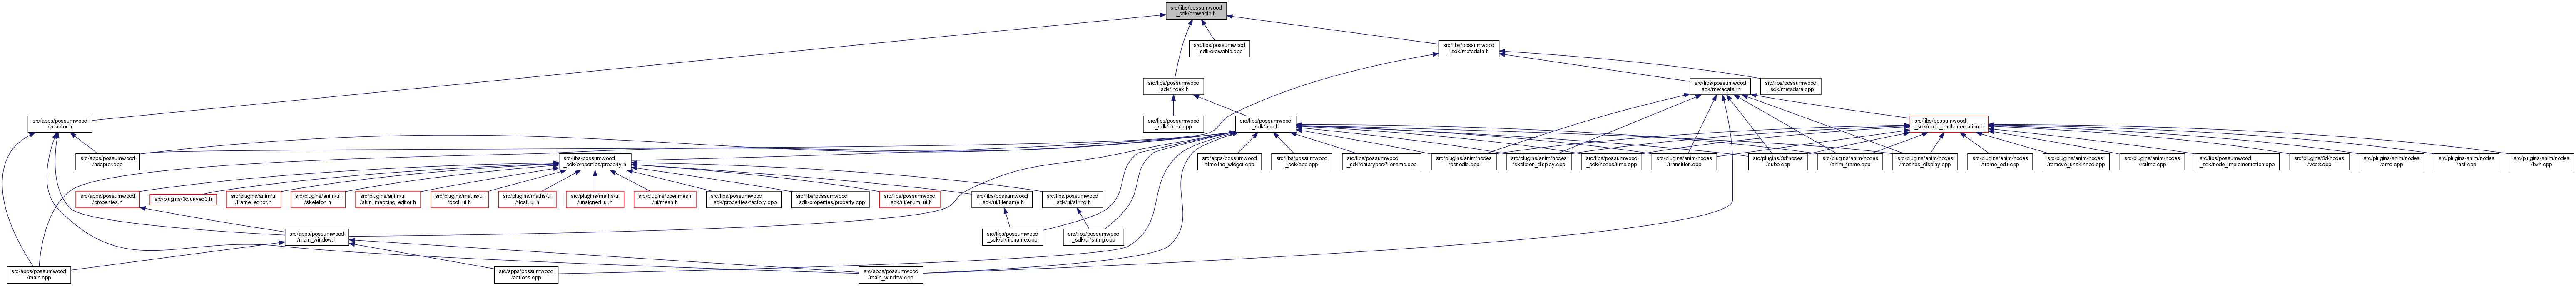 src/libs/possumwood
_sdk/drawable.h
src/libs/possumwood
_sdk/drawable.cpp
src/libs/possumwood
_sdk/metadata.h
src/libs/possumwood
_sdk/index.h
src/libs/possumwood
_sdk/metadata.inl
src/libs/possumwood
_sdk/metadata.cpp
src/apps/possumwood
/adaptor.h
src/libs/possumwood
_sdk/index.cpp
src/libs/possumwood
_sdk/app.h
src/libs/possumwood
_sdk/node_implementation.h
src/apps/possumwood
/adaptor.cpp
src/libs/possumwood
_sdk/properties/property.h
src/apps/possumwood
/timeline_widget.cpp
src/libs/possumwood
_sdk/app.cpp
src/libs/possumwood
_sdk/datatypes/filename.cpp
src/plugins/anim/nodes
/periodic.cpp
src/plugins/anim/nodes
/skeleton_display.cpp
src/libs/possumwood
_sdk/nodes/time.cpp
src/plugins/anim/nodes
/transition.cpp
src/plugins/3d/nodes
/cube.cpp
src/plugins/anim/nodes
/anim_frame.cpp
src/plugins/anim/nodes
/meshes_display.cpp
src/plugins/anim/nodes
/frame_edit.cpp
src/plugins/anim/nodes
/remove_unskinned.cpp
src/plugins/anim/nodes
/retime.cpp
src/libs/possumwood
_sdk/node_implementation.cpp
src/plugins/3d/nodes
/vec3.cpp
src/plugins/anim/nodes
/amc.cpp
src/plugins/anim/nodes
/asf.cpp
src/plugins/anim/nodes
/bvh.cpp
src/apps/possumwood
/properties.h
src/plugins/3d/ui/vec3.h
src/plugins/anim/ui
/frame_editor.h
src/plugins/anim/ui
/skeleton.h
src/plugins/anim/ui
/skin_mapping_editor.h
src/plugins/maths/ui
/bool_ui.h
src/plugins/maths/ui
/float_ui.h
src/plugins/maths/ui
/unsigned_ui.h
src/plugins/openmesh
/ui/mesh.h
src/libs/possumwood
_sdk/properties/factory.cpp
src/libs/possumwood
_sdk/properties/property.cpp
src/libs/possumwood
_sdk/ui/enum_ui.h
src/libs/possumwood
_sdk/ui/filename.h
src/libs/possumwood
_sdk/ui/string.h
src/apps/possumwood
/main_window.h
src/libs/possumwood
_sdk/ui/filename.cpp
src/libs/possumwood
_sdk/ui/string.cpp
src/apps/possumwood
/main.cpp
src/apps/possumwood
/actions.cpp
src/apps/possumwood
/main_window.cpp